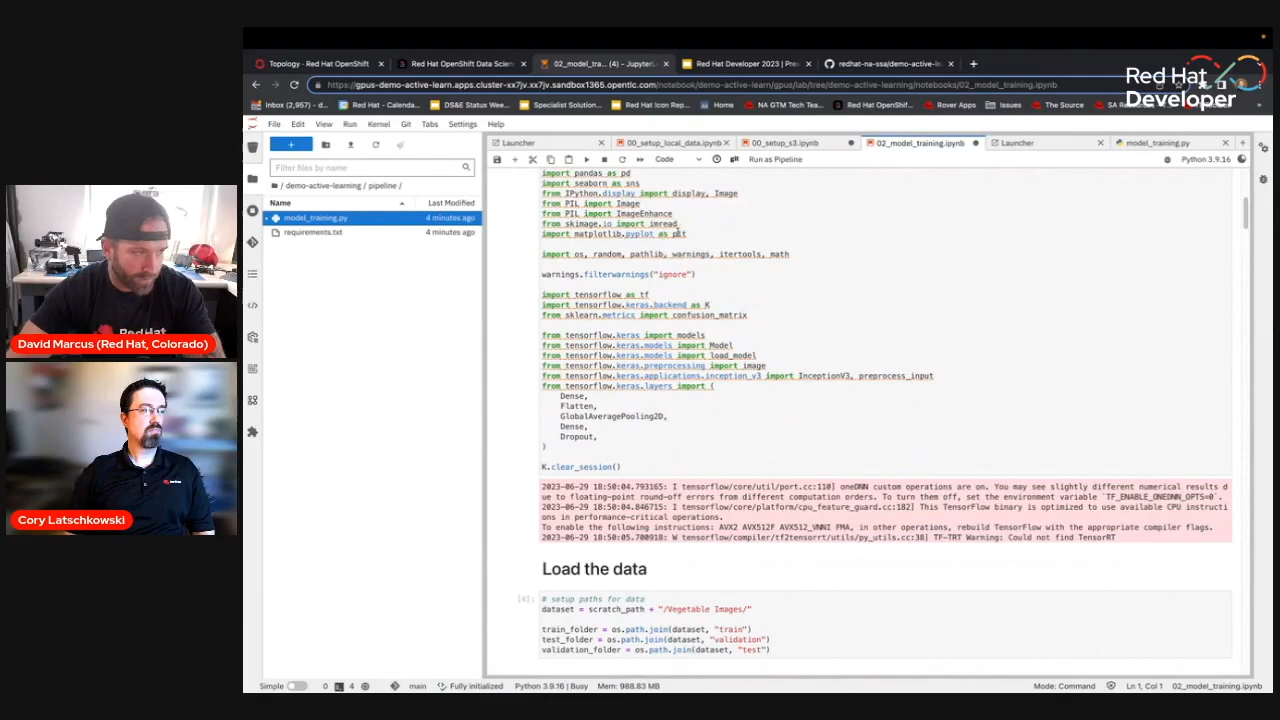 Red Hat
Developer
Topology - Red Hat OpenShift
Red Hat OpenShift Data Scien
02_model_tra... (4) - Jupyter
Red Hat Developer 2023 | Pre
redhat-na-ssa/demo-active-le
https://gpus-demo-active-learn.apps.cluster-xx7jv.xx7jv.sandbox1365.opentlc.com/notebook/demo-active-learn/gpus/lab/tree/demo-active-learning/notebooks/02_model_training.ipynb
Inbox (2,957) - d...
Red Hat - Calenda...
DS&E Status Wee...
Specialist Solution...
Red Hat Icon Rep...
Home
NA GTM Tech Tea...
Red Hat OpenShif...
Rover Apps
Issues
The Source
File Edit View Run Kernel Git Tabs Settings Help
Filter files by name
/ demo-active-learning / pipeline /
Name Last Modified
model_training.py 4 minutes ago
requirements.txt 4 minutes ago
Launcher
00_setup_local_data.ipynb
00_setup_s3.ipynb
02_model_training.ipynb
Launcher
model_training.py
Code
Run as Pipeline
Python 3.9.16
import pandas as pd
import seaborn as sns
from IPython.display import display, Image
from PIL import Image
from PIL import ImageEnhance
from skimage.io import imread
import matplotlib.pyplot as plt
import os, random, pathlib, warnings, itertools, math
warnings.filterwarnings("ignore")
import tensorflow as tf
import tensorflow.keras.backend as K
from sklearn.metrics import confusion_matrix
from tensorflow.keras import models
from tensorflow.keras.models import Model
from tensorflow.keras.models import load_model
from tensorflow.keras.preprocessing import image
from tensorflow.keras.applications.inception_v3 import InceptionV3, preprocess_input
from tensorflow.keras.layers import (
Dense,
Flatten,
GlobalAveragePooling2D,
Dense,
Dropout,
)
K.clear_session()
2023-06-29 18:50:04.793165: I tensorflow/core/util/port.cc:110] oneDNN custom operations are on. You may see slightly different numerical results d
ue to floating-point round-off errors from different computation orders. To turn them off, set the environment variable `TF_ENABLE_ONEDNN_OPTS=0`.
2023-06-29 18:50:04.846715: I tensorflow/core/platform/cpu_feature_guard.cc:182] This TensorFlow binary is optimized to use available CPU instructi
ons in performance-critical operations.
To enable the following instructions: AVX2 AVX512F AVX512_VNNI FMA, in other operations, rebuild TensorFlow with the appropriate compiler flags.
2023-06-29 18:50:05.700918: W tensorflow/compiler/tf2tensorrt/utils/py_utils.cc:38] TF-TRT Warning: Could not find TensorRT
Load the data
[4]:
# setup paths for data
dataset = scratch_path + "/Vegetable Images/"
train_folder = os.path.join(dataset, "train")
test_folder = os.path.join(dataset, "validation")
validation_folder = os.path.join(dataset, "test")
Simple 0 4 main Fully initialized Python 3.9.16 | Busy Mem: 988.83 MB
Mode: Command Ln 1, Col 1 02_model_training.ipynb
Red Hat
David Marcus (Red Hat, Colorado)
Cory Latschkowski